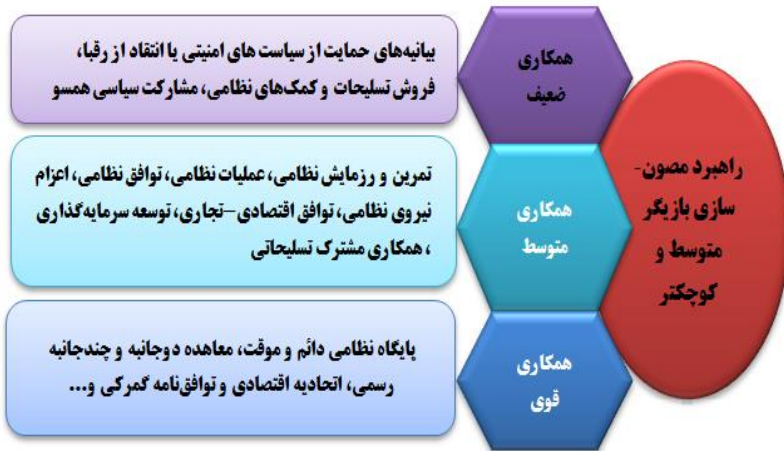 راهبرد مصون-
سازی بازیگر
متوسط و
کوچکتر
همکاری
ضعیف
بیانیه‌های حمایت از سیاست های امنیتی یا انتقاد از رقبا،
فروش تسلیحات و کمک‌های نظامی، مشارکت سیاسی همسو
همکاری
متوسط
تمرین و رزمایش نظامی، عملیات نظامی، توافق نظامی، اعزام
نیروی نظامی، توافق اقتصادی–تجاری، توسعه سرمایه‌گذاری
، همکاری مشترک تسلیحاتی
همکاری
قوی
پایگاه نظامی دائم و موقت، معاهده دوجانبه و چندجانبه
رسمی، اتحادیه اقتصادی و توافق‌نامه گمرکی و...